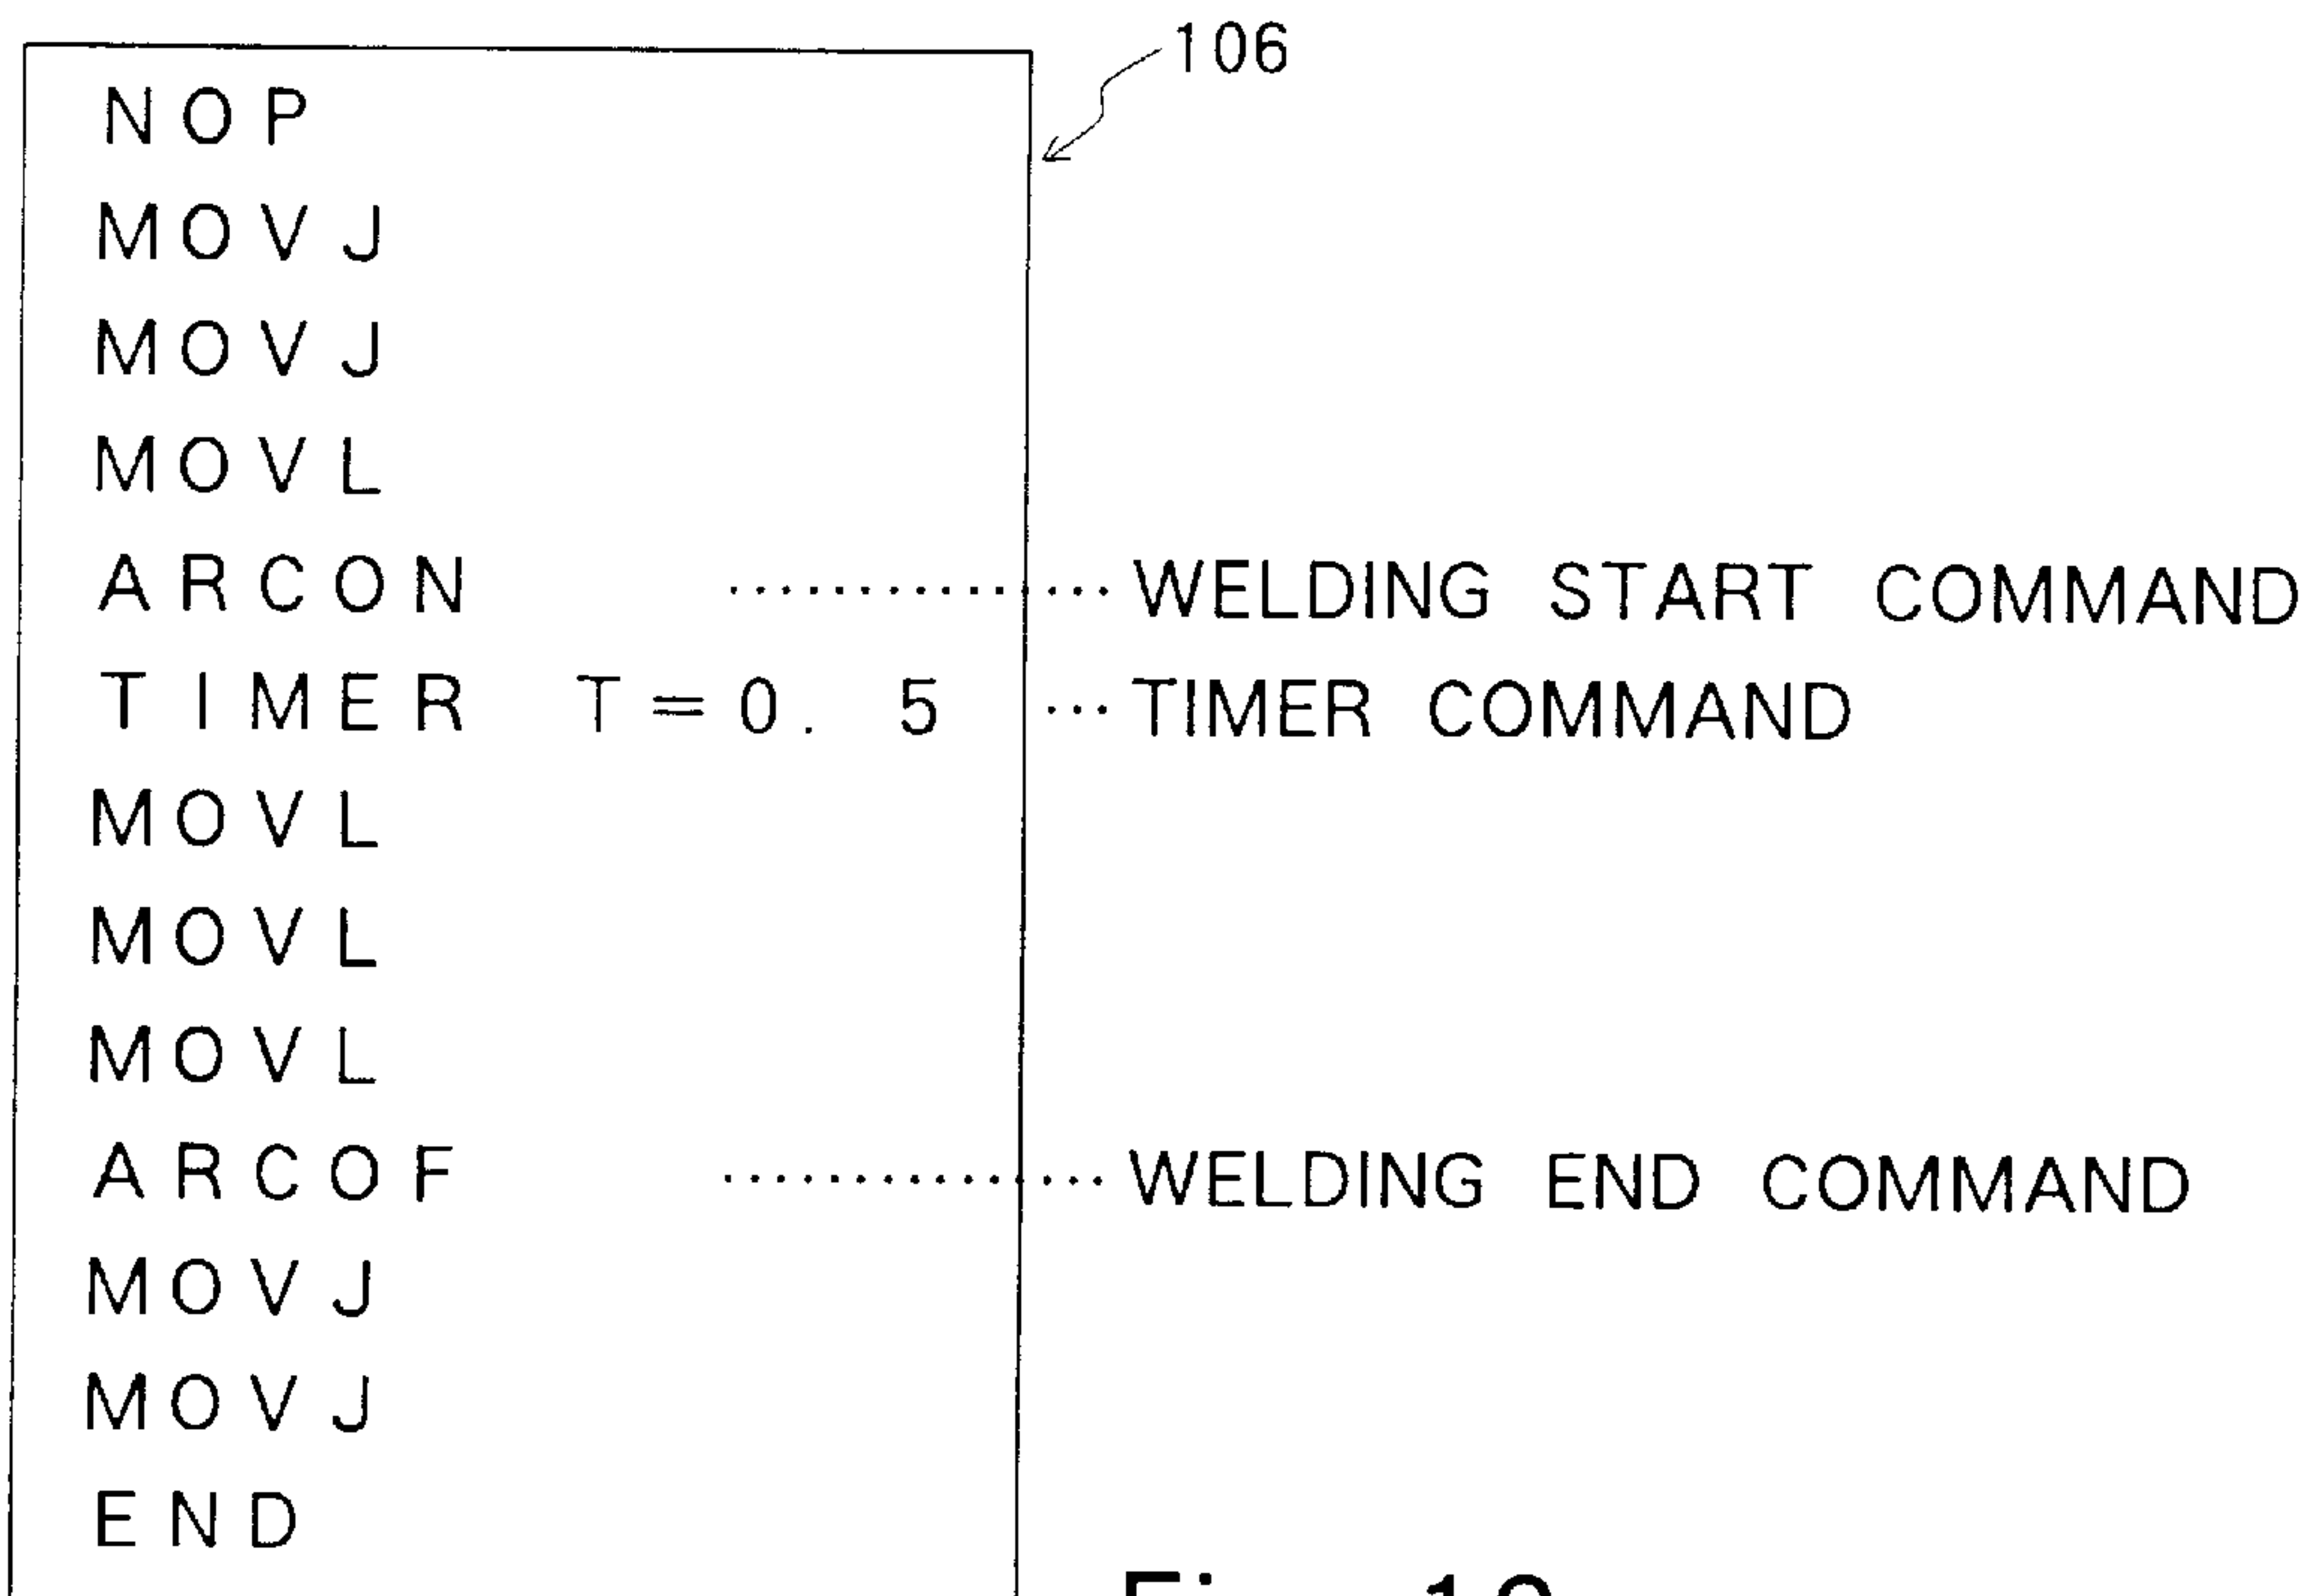 106
NOP
MOVJ
MOVJ
MOVL
ARCON .............. WELDING START COMMAND
TIMER T=0. 5 ... TIMER COMMAND
MOVL
MOVL
MOVL
ARCOF .............. WELDING END COMMAND
MOVJ
MOVJ
END